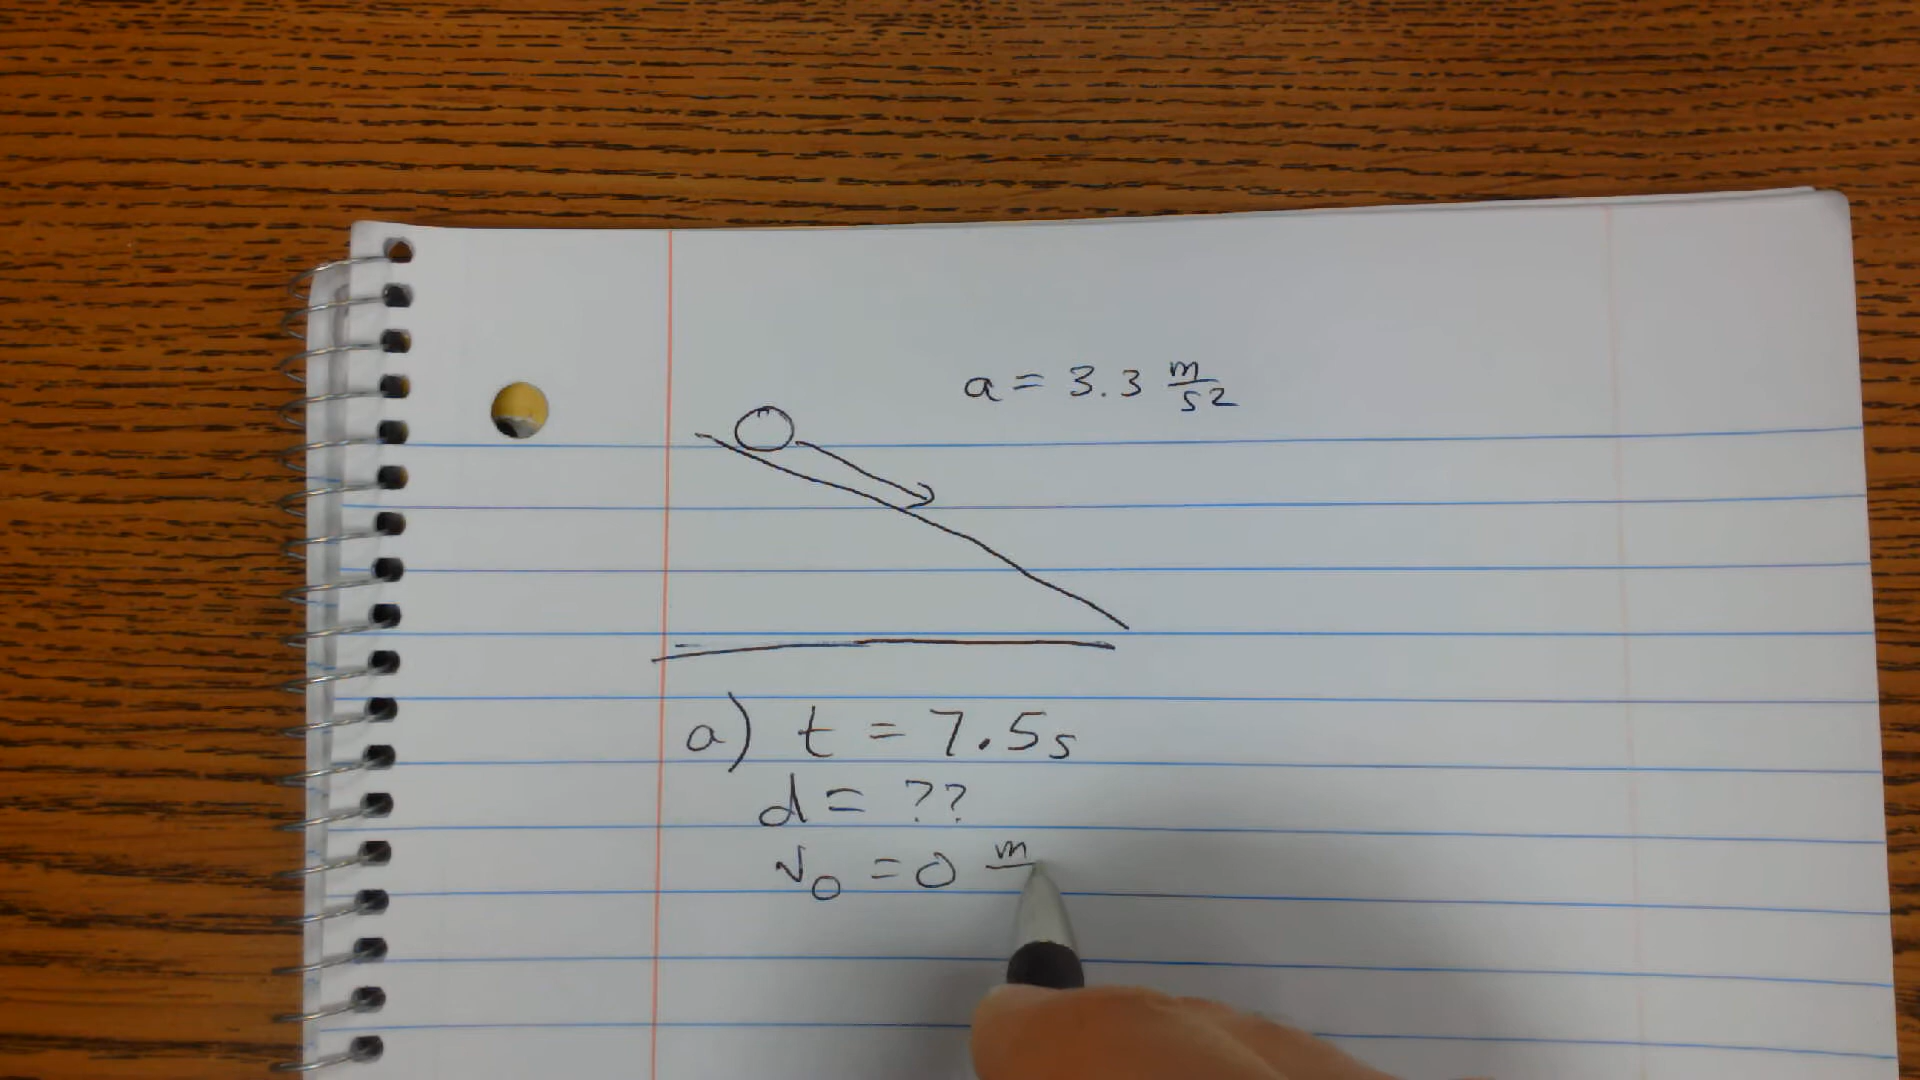 a = 3.3 m/s2
a) t = 7.5s
d = ??
v0 = 0 m